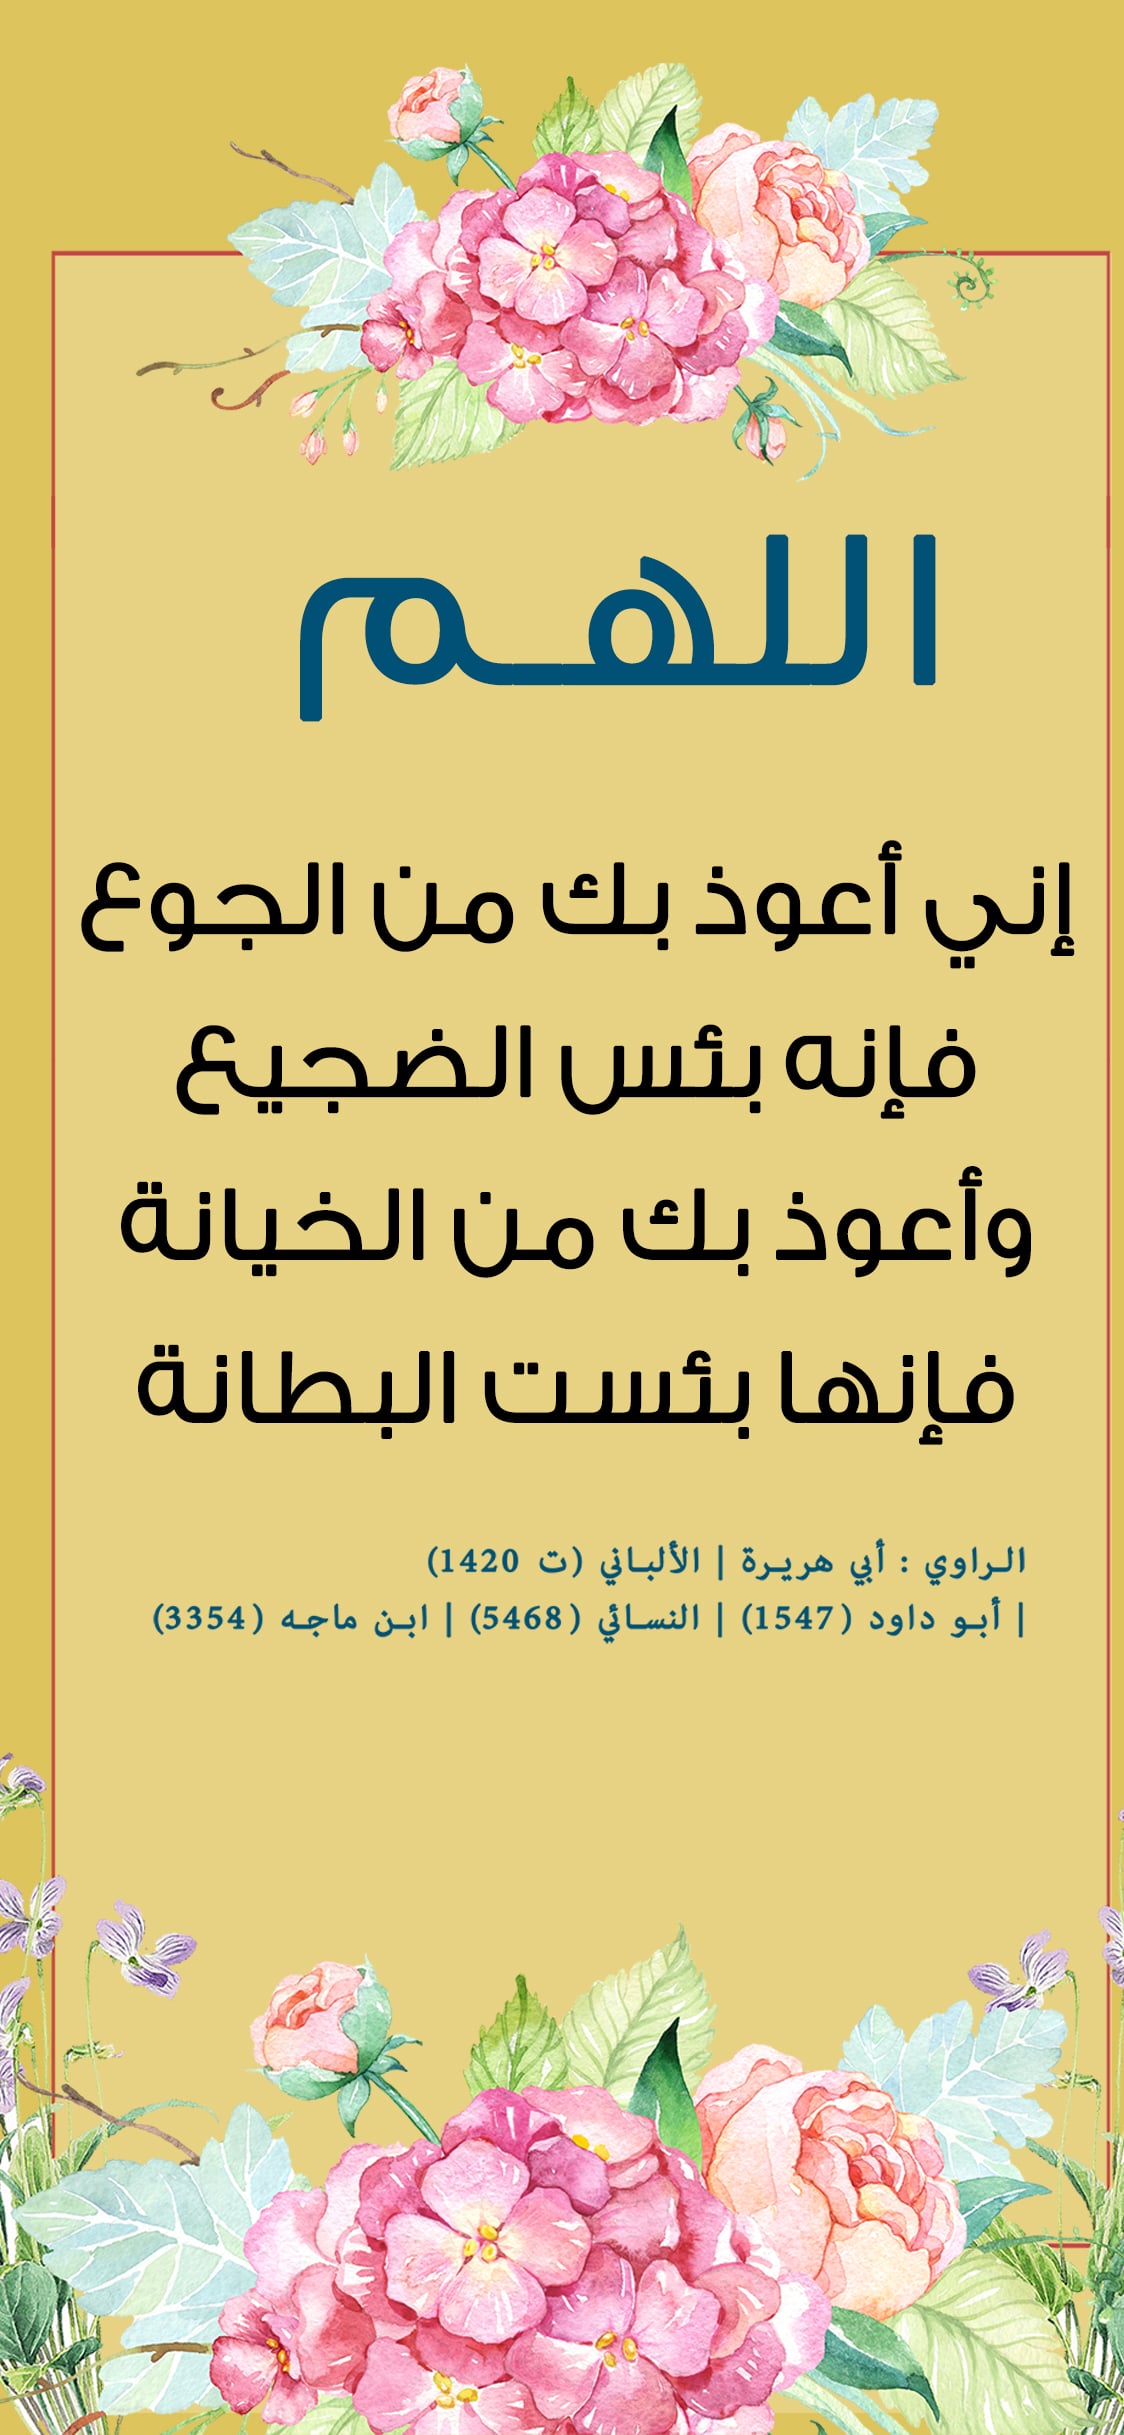 اللهم
إني أعوذ بك من الجوع
فإنه بئس الضجيع
وأعوذ بك من الخيانة
فإنها بئست البطانة
الراوي : أبي هريرة | الألباني (ت 1420)
| أبو داود (1547) | النسائي (5468) | ابن ماجه (3354)